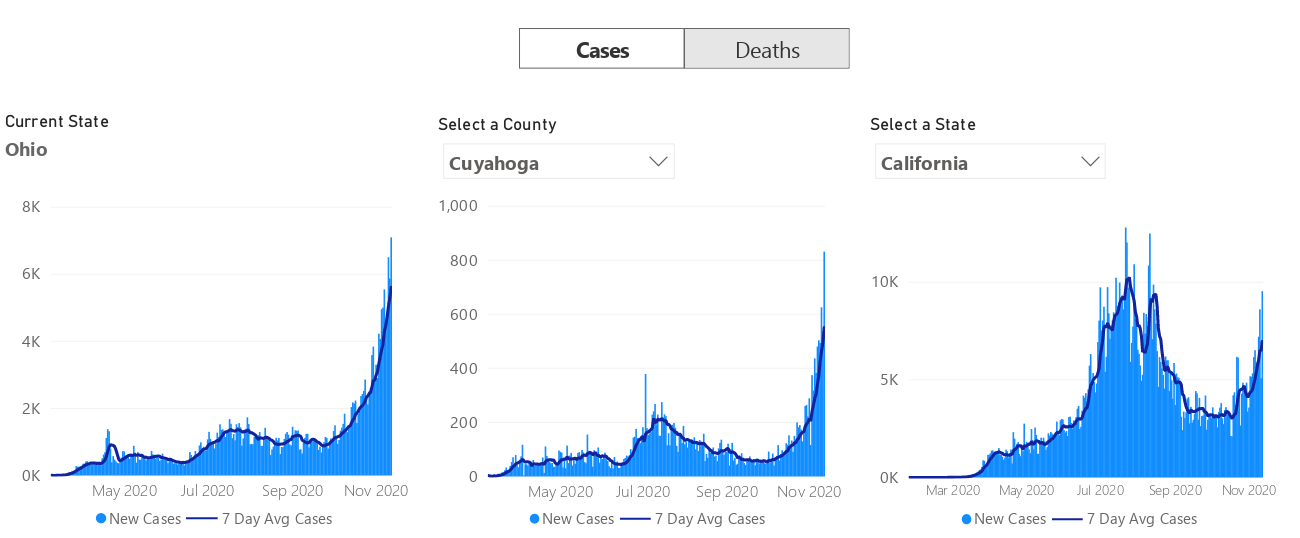 Cases Deaths
Current State
Ohio
8K
6K
4K
2K
0K
May 2020 Jul 2020 Sep 2020 Nov 2020
New Cases 7 Day Avg Cases
Select a County
Cuyahoga
1,000
800
600
400
200
0
May 2020 Jul 2020 Sep 2020 Nov 2020
New Cases 7 Day Avg Cases
Select a State
California
10K
5K
0K
Mar 2020 May 2020 Jul 2020 Sep 2020 Nov 2020
New Cases 7 Day Avg Cases